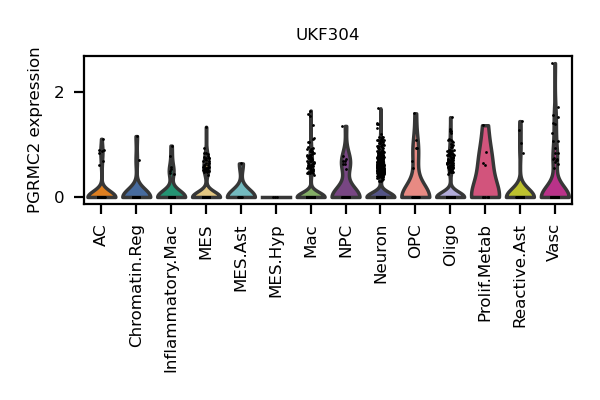 UKF304
PGRMC2 expression
2
0
AC
Chromatin.Reg
Inflammatory.Mac
MES
MES.Ast
MES.Hyp
Mac
NPC
Neuron
OPC
Oligo
Prolif.Metab
Reactive.Ast
Vasc